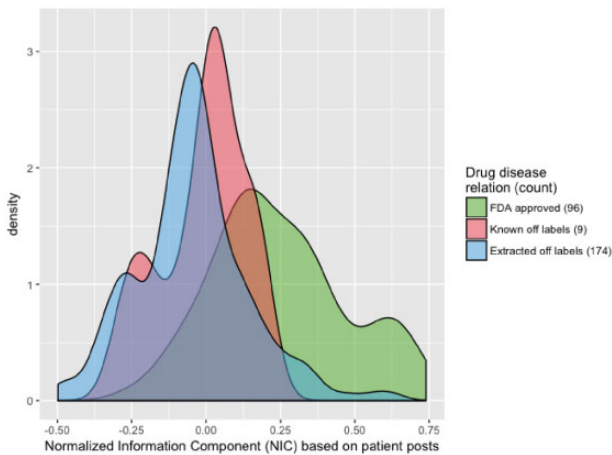 3
2
1
0
density
-0.50
-0.25
0.00
0.25
0.50
0.75
Normalized Information Component (NIC) based on patient posts
Drug disease
relation (count)
FDA approved (96)
Known off labels (9)
Extracted off labels (174)